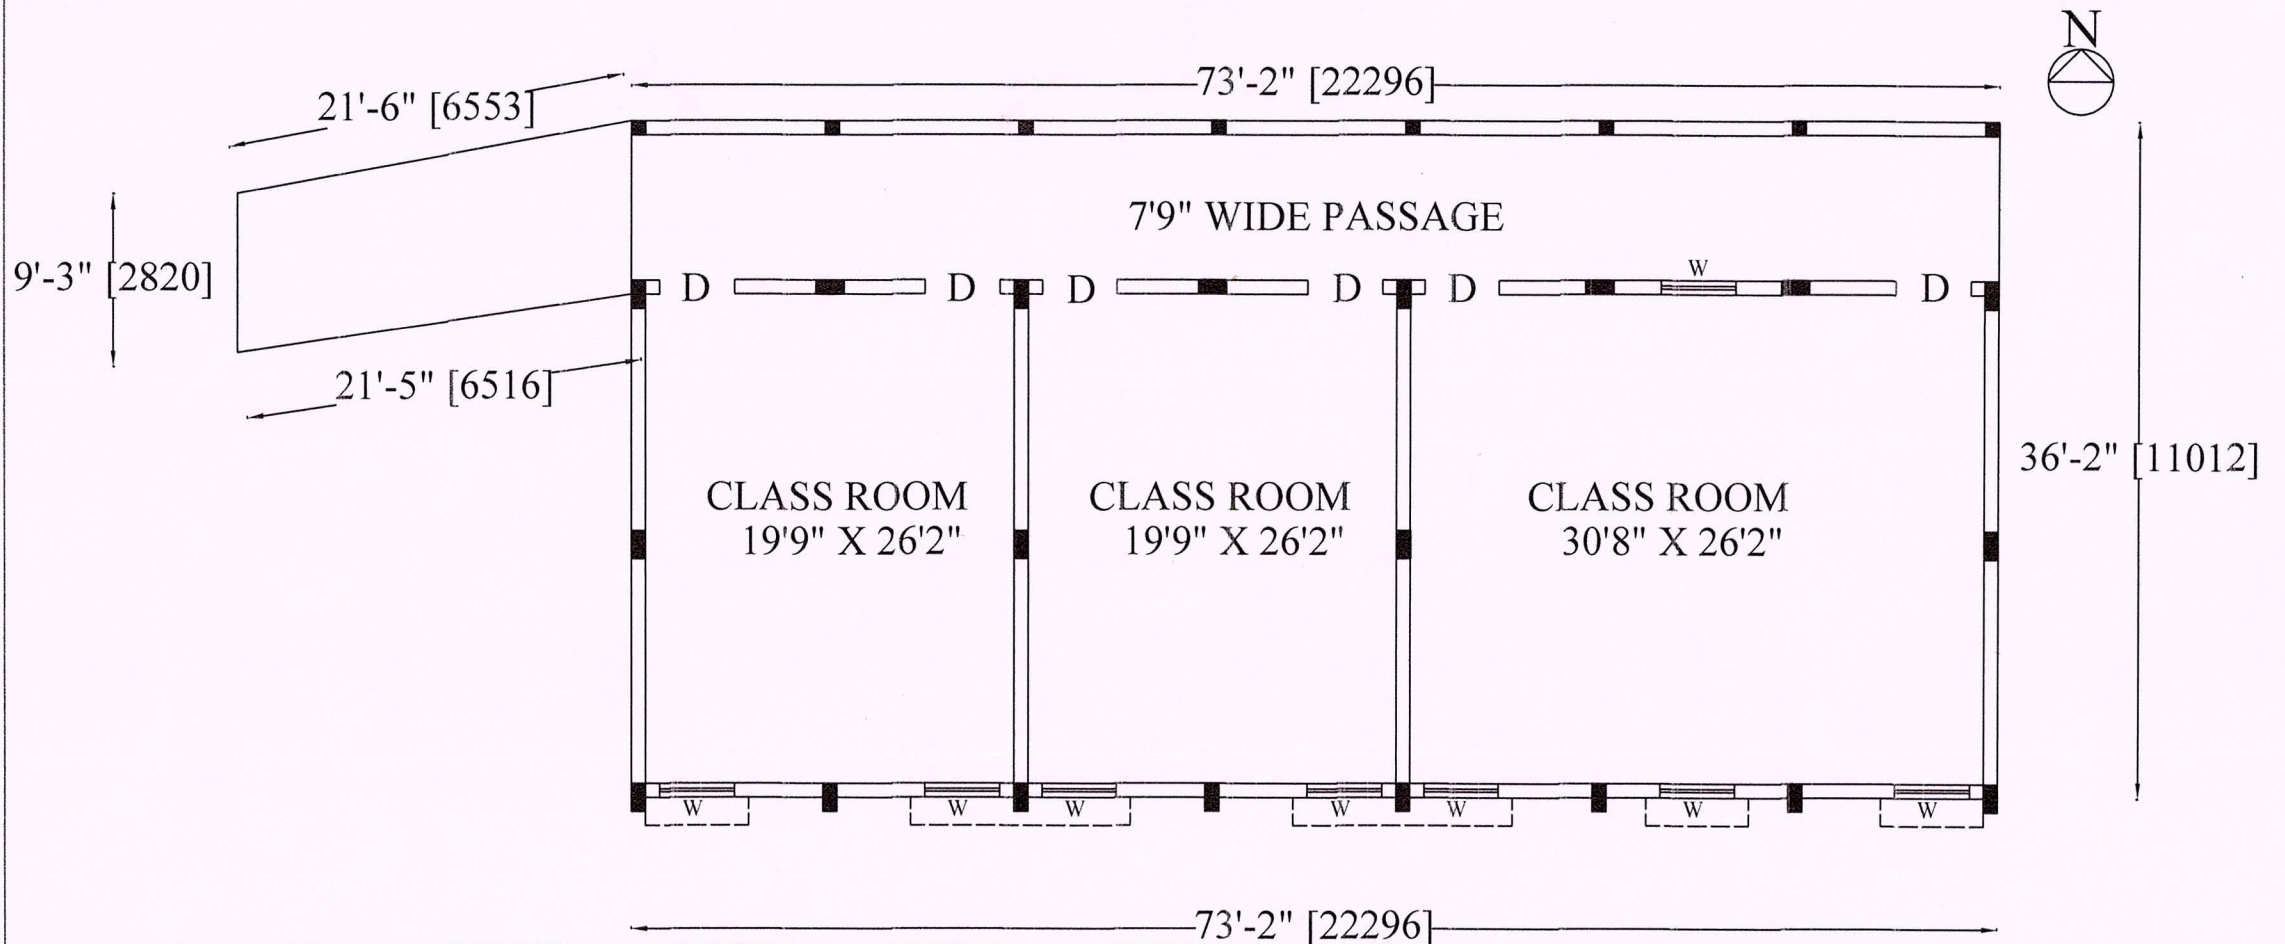 N
73'-2" [22296]
21'-6" [6553]
7'9" WIDE PASSAGE
9'-3" [2820]
W
D D D D D D
21'-5" [6516]
36'-2" [11012]
CLASS ROOM
19'9" X 26'2"
CLASS ROOM
19'9" X 26'2"
CLASS ROOM
30'8" X 26'2"
W W W W W W W
73'-2" [22296]